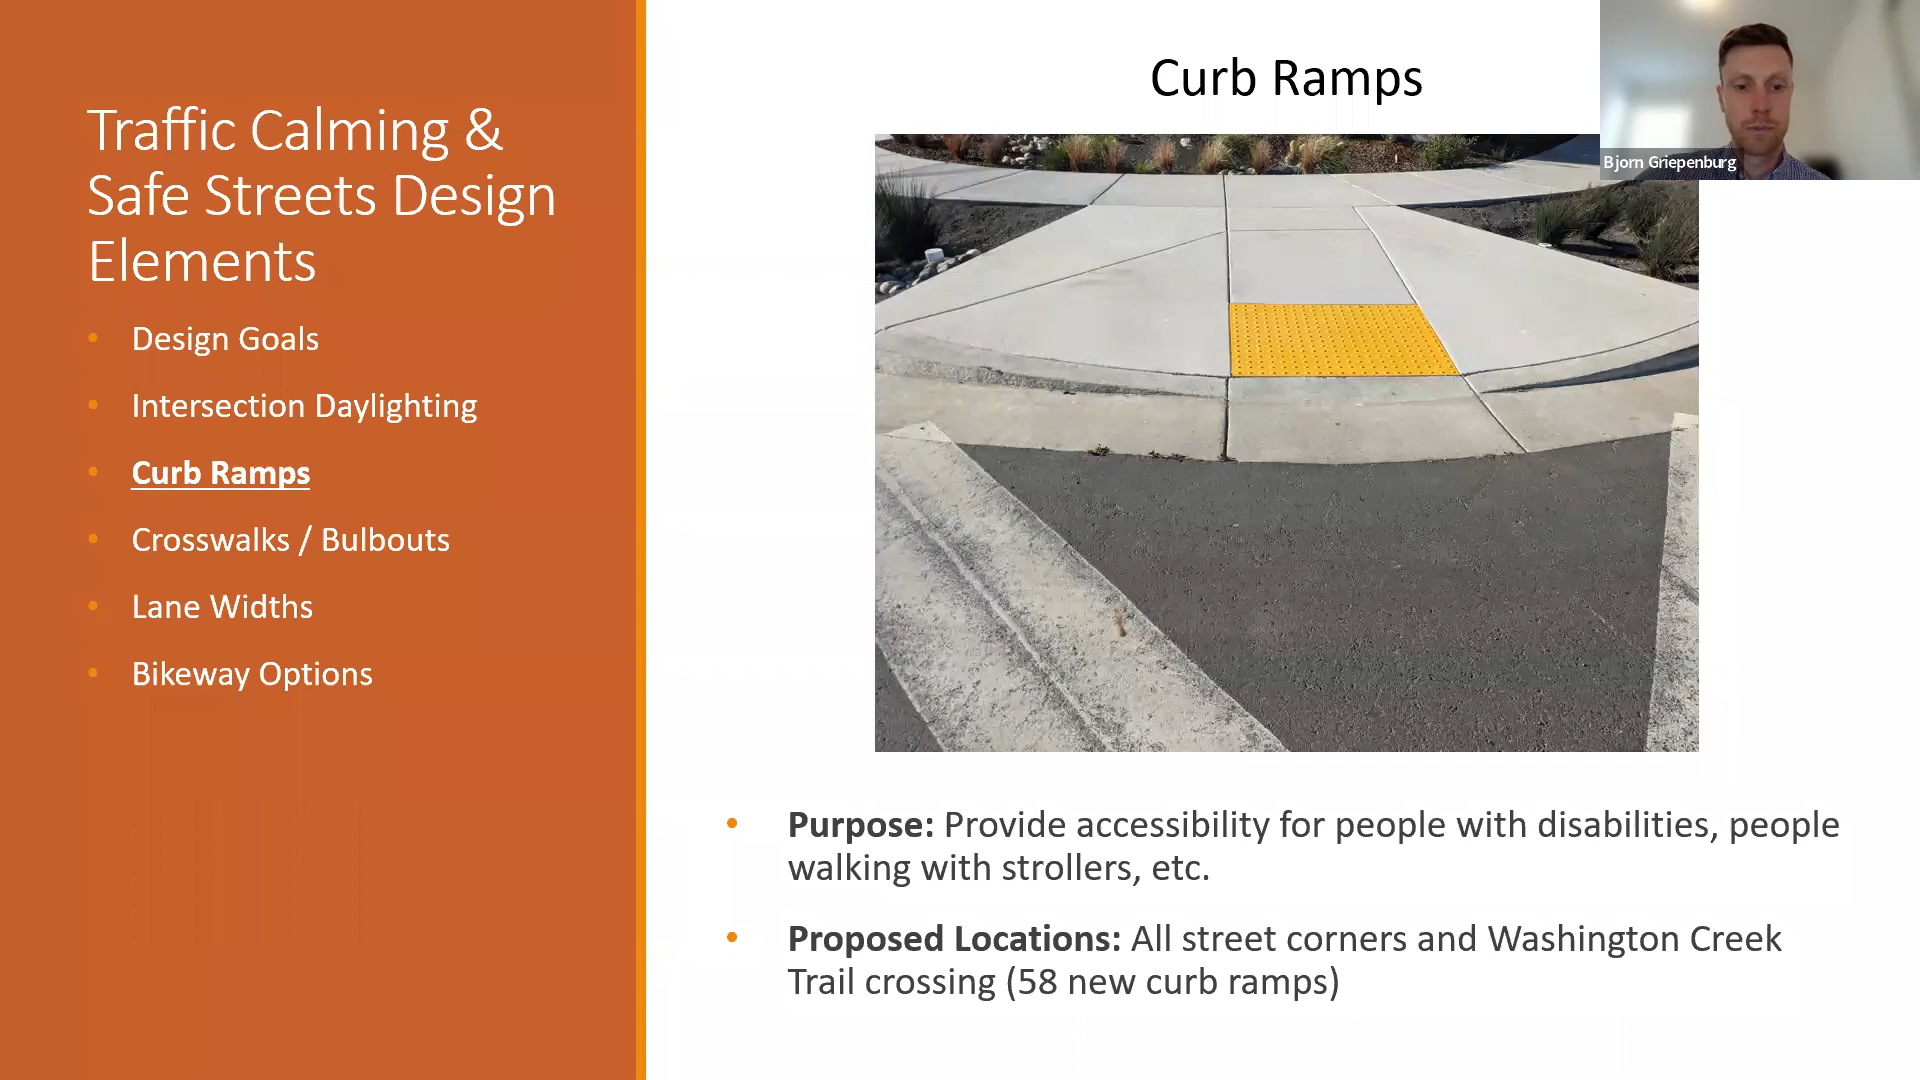 Traffic Calming &
Safe Streets Design
Elements
• Design Goals
• Intersection Daylighting
• Curb Ramps
• Crosswalks / Bulbouts
• Lane Widths
• Bikeway Options
Curb Ramps
Bjorn Griepenburg
• Purpose: Provide accessibility for people with disabilities, people
walking with strollers, etc.
• Proposed Locations: All street corners and Washington Creek
Trail crossing (58 new curb ramps)